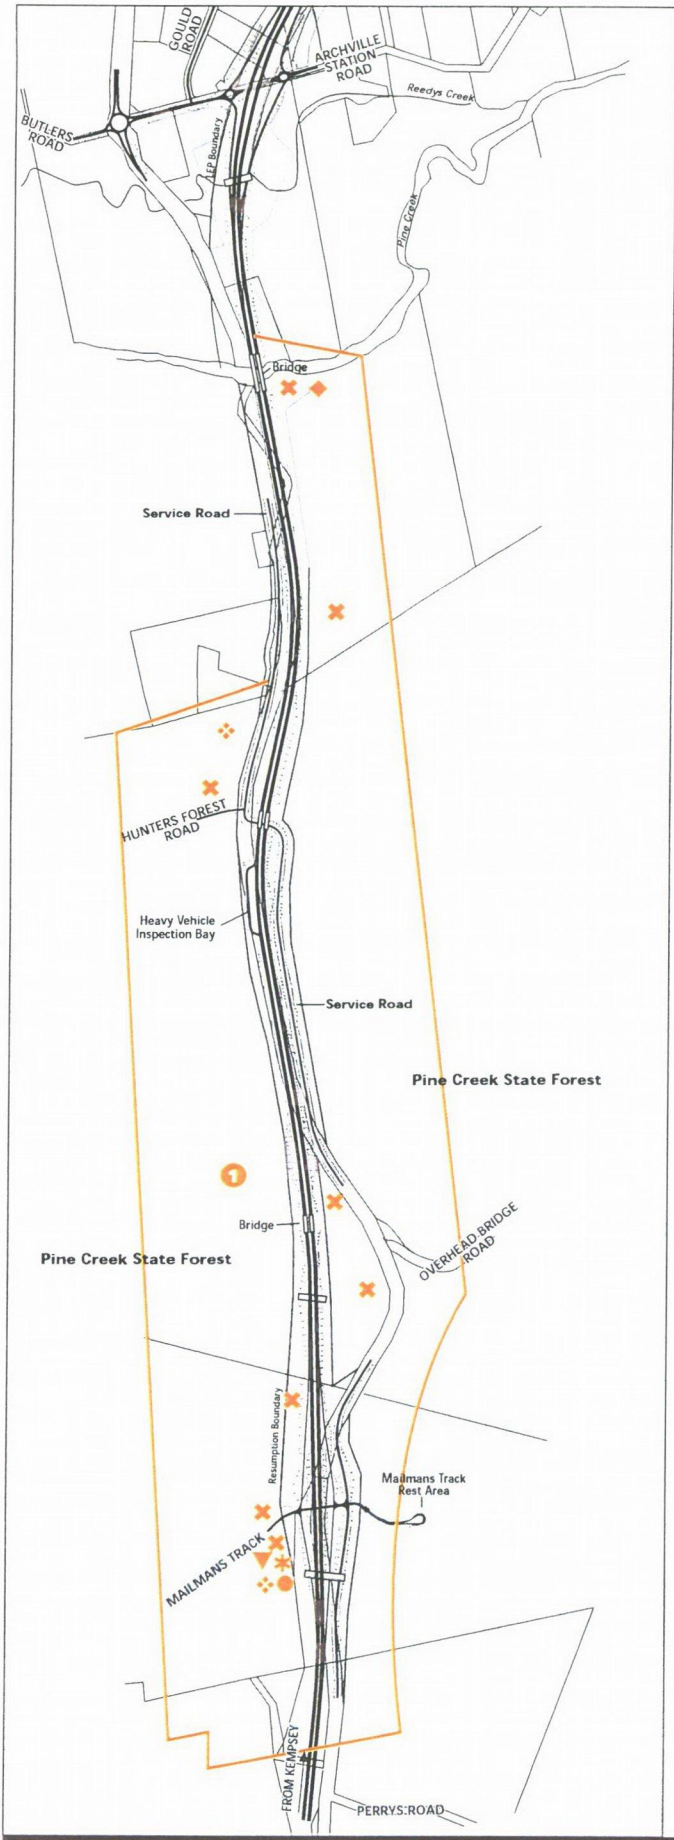 GOULD
ROAD
ARCHVILLE
STATION
ROAD
Reedys Creek
BUTLERS
ROAD
LEP Boundary
Pine Creek
Bridge
Service Road
HUNTERS FOREST
ROAD
Heavy Vehicle
Inspection Bay
Service Road
Pine Creek State Forest
1
Bridge
OVERHEAD BRIDGE
ROAD
Pine Creek State Forest
Resumption Boundary
Mailmans Track
Rest Area
MAILMANS TRACK
FROM KEMPSEY
PERRYS ROAD